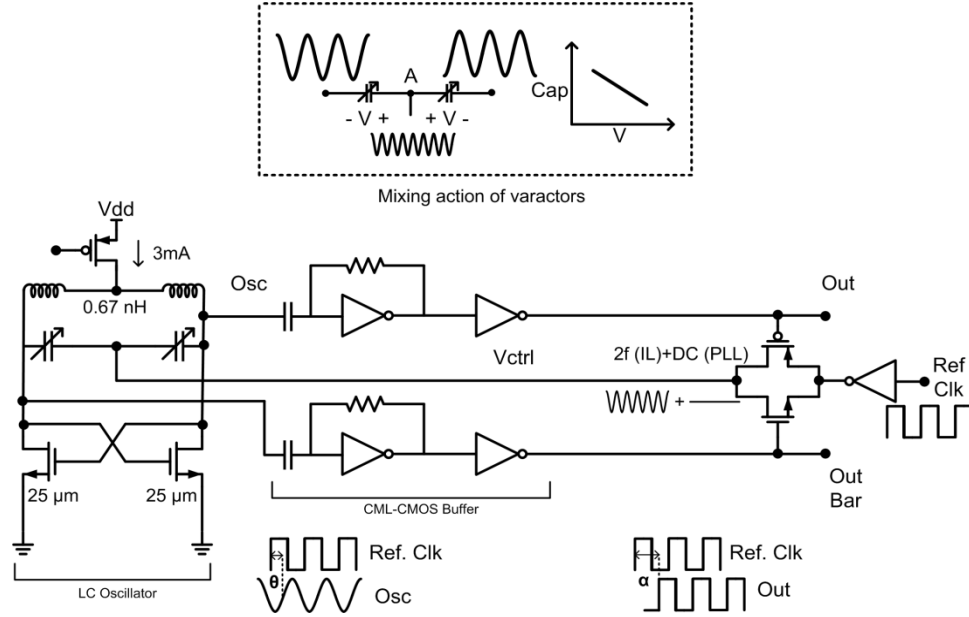 A
Cap
- V +
+ V -
V
Mixing action of varactors
Vdd
3mA
0.67 nH
Osc
Out
Vctrl
2f (IL)+DC (PLL)
Ref
Clk
+
25 µm
25 µm
Out
Bar
CML-CMOS Buffer
LC Oscillator
Ref. Clk
θ
Osc
Ref. Clk
α
Out